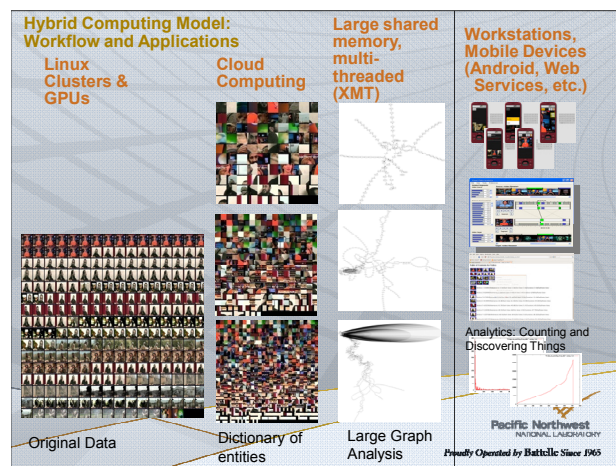 Hybrid Computing Model:
Workflow and Applications
Linux
Clusters &
GPUs
Cloud
Computing
Large shared
memory,
multi-
threaded
(XMT)
Workstations,
Mobile Devices
(Android, Web
Services, etc.)
Analytics: Counting and
Discovering Things
Original Data
Dictionary of
entities
Large Graph
Analysis
Pacific Northwest
NATIONAL LABORATORY
Proudly Operated by Battelle Since 1965